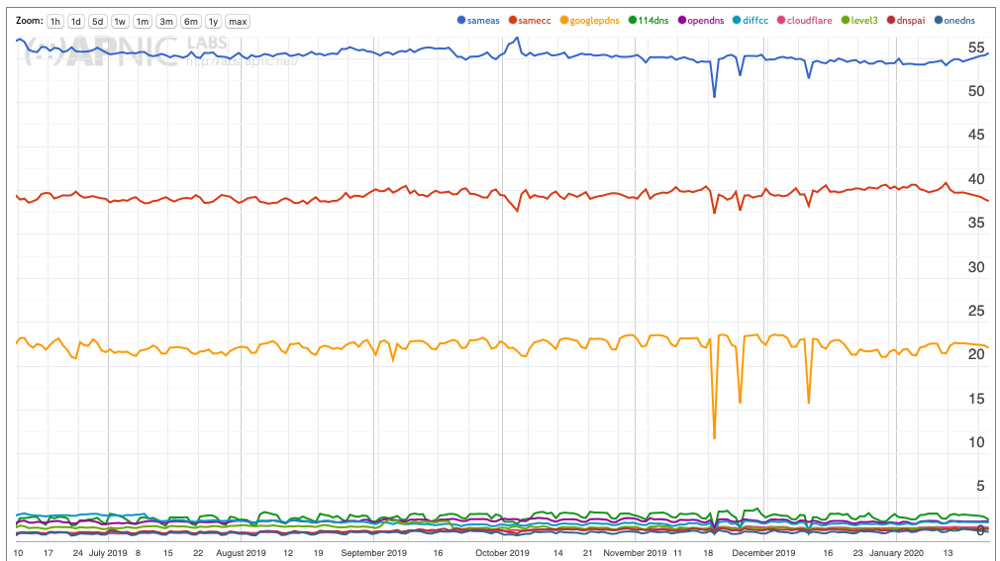 Zoom: 1h 1d 5d 1w 1m 3m 6m 1y max
sameas samecc googlepdns 114dns opendns diffcc cloudflare level3 dnspai onedns
((·:·)) APNIC LABS
http://labs.apnic.net/
55
50
45
40
35
30
25
20
15
10
5
0
10 17 24 July 2019 8 15 22 August 2019 12 19 September 2019 16 October 2019 14 21 November 2019 11 18 December 2019 16 23 January 2020 13